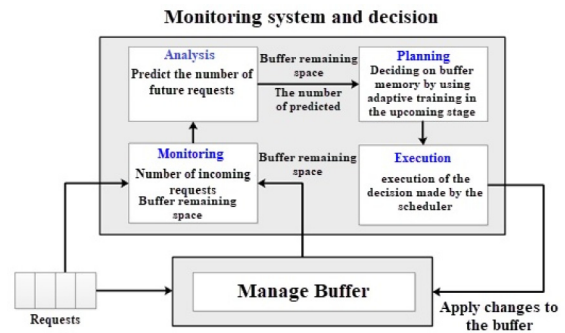 Monitoring system and decision
Analysis
Predict the number of
future requests
Buffer remaining
space
The number
of predicted
Planning
Deciding on buffer
memory by using
adaptive training in
the upcoming stage
Monitoring
Number of incoming
requests
Buffer remaining
space
Buffer remaining
space
Execution
execution of the
decision made by the
scheduler
Manage Buffer
Requests
Apply changes to
the buffer